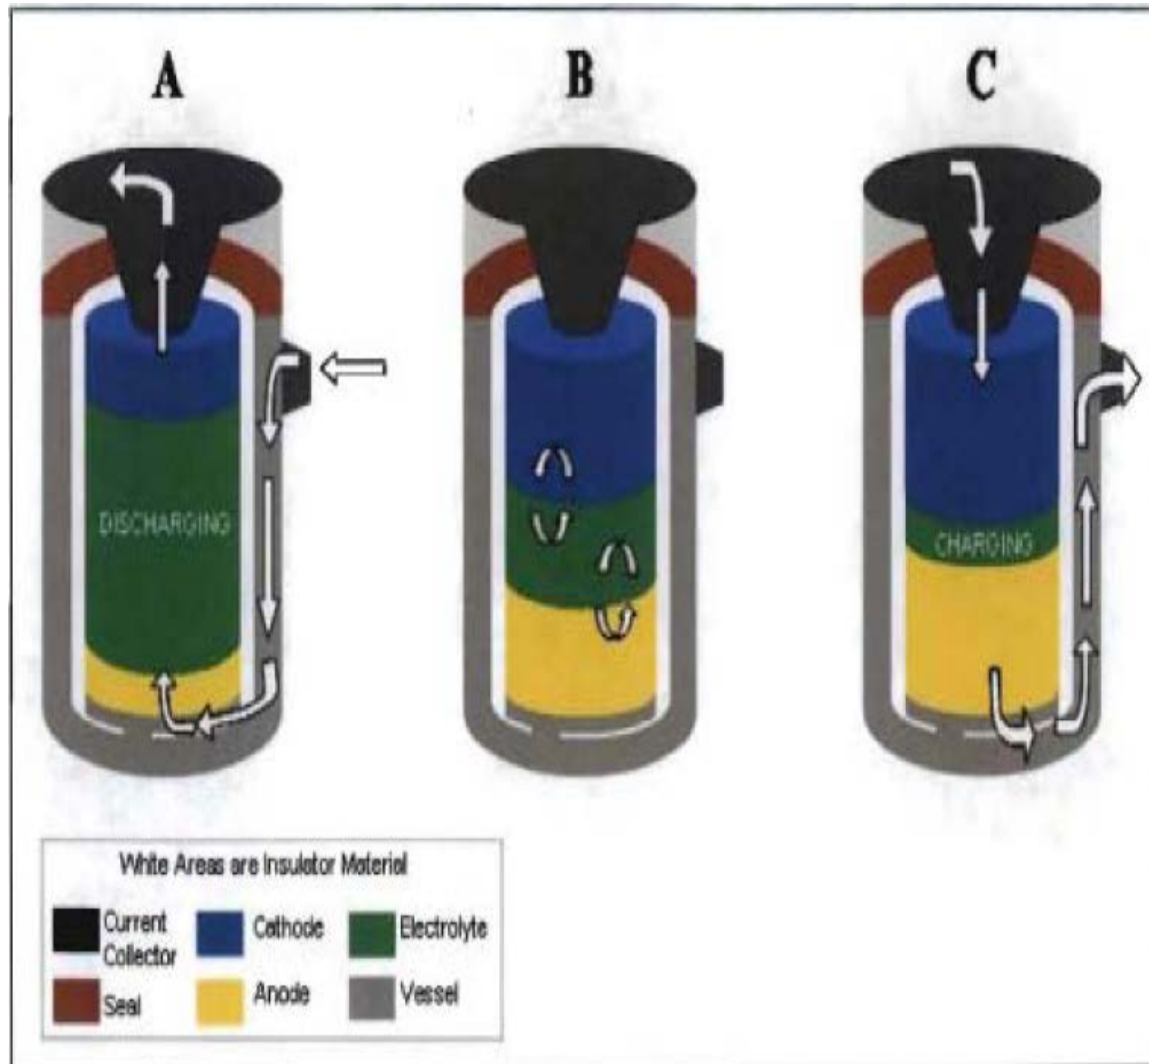 A B C
DISCHARGING
CHARGING
White Areas are Insulator Material
Current Collector
Cathode
Electrolyte
Seal
Anode
Vessel